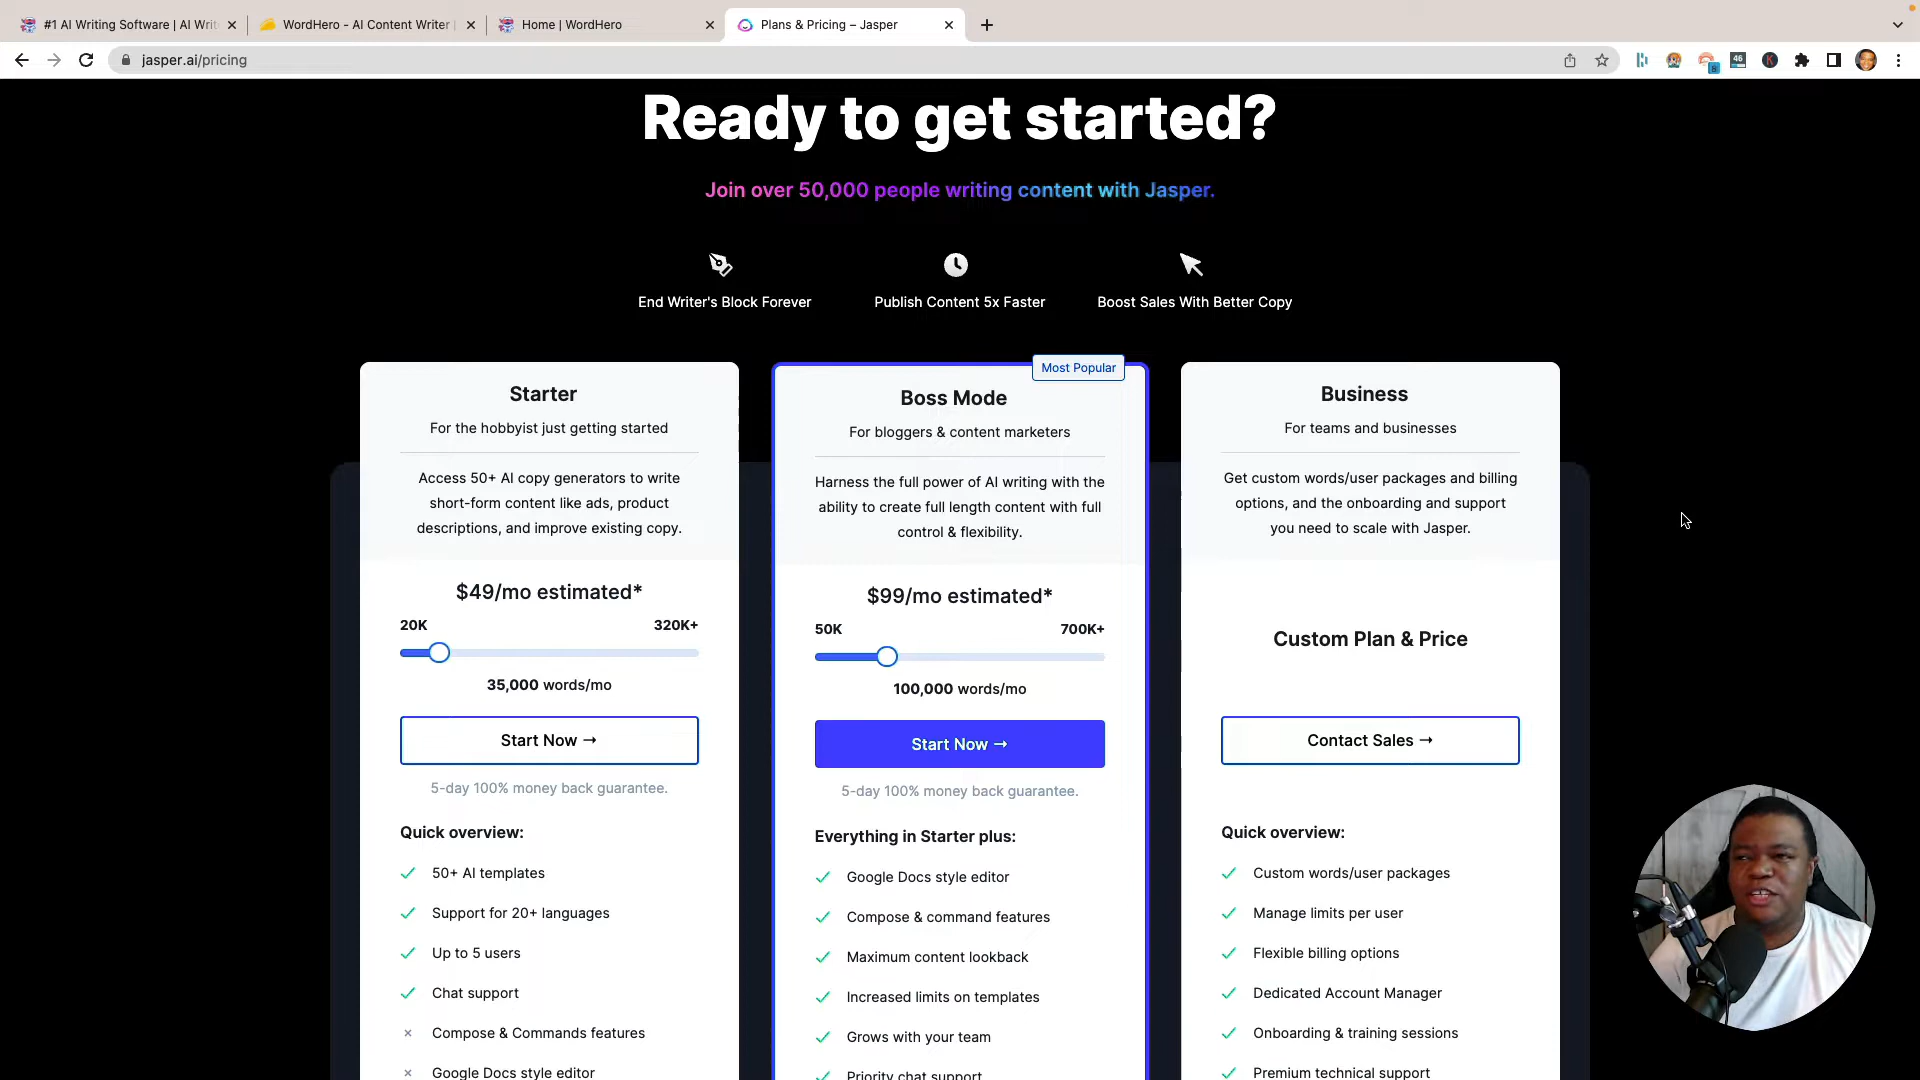 #1 AI Writing Software | AI Writ
WordHero - AI Content Writer |
Home | WordHero
Plans & Pricing – Jasper
jasper.ai/pricing
8
46
K
Ready to get started?
Join over 50,000 people writing content with Jasper.
End Writer's Block Forever
Publish Content 5x Faster
Boost Sales With Better Copy
Starter
For the hobbyist just getting started
Access 50+ AI copy generators to write
short-form content like ads, product
descriptions, and improve existing copy.
$49/mo estimated*
20K
320K+
35,000 words/mo
Start Now →
5-day 100% money back guarantee.
Quick overview:
50+ AI templates
Support for 20+ languages
Up to 5 users
Chat support
Compose & Commands features
Google Docs style editor
Most Popular
Boss Mode
For bloggers & content marketers
Harness the full power of AI writing with the
ability to create full length content with full
control & flexibility.
$99/mo estimated*
50K
700K+
100,000 words/mo
Start Now →
5-day 100% money back guarantee.
Everything in Starter plus:
Google Docs style editor
Compose & command features
Maximum content lookback
Increased limits on templates
Grows with your team
Priority chat support
Business
For teams and businesses
Get custom words/user packages and billing
options, and the onboarding and support
you need to scale with Jasper.
Custom Plan & Price
Contact Sales →
Quick overview:
Custom words/user packages
Manage limits per user
Flexible billing options
Dedicated Account Manager
Onboarding & training sessions
Premium technical support